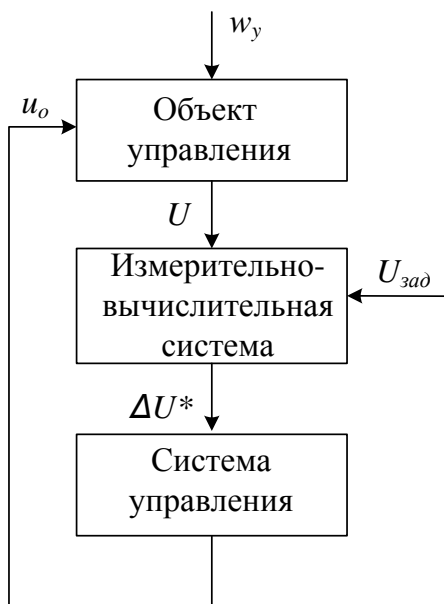 w_y
u_o
Объект
управления
U
Измерительно-
вычислительная
система
U_зад
ΔU*
Система
управления